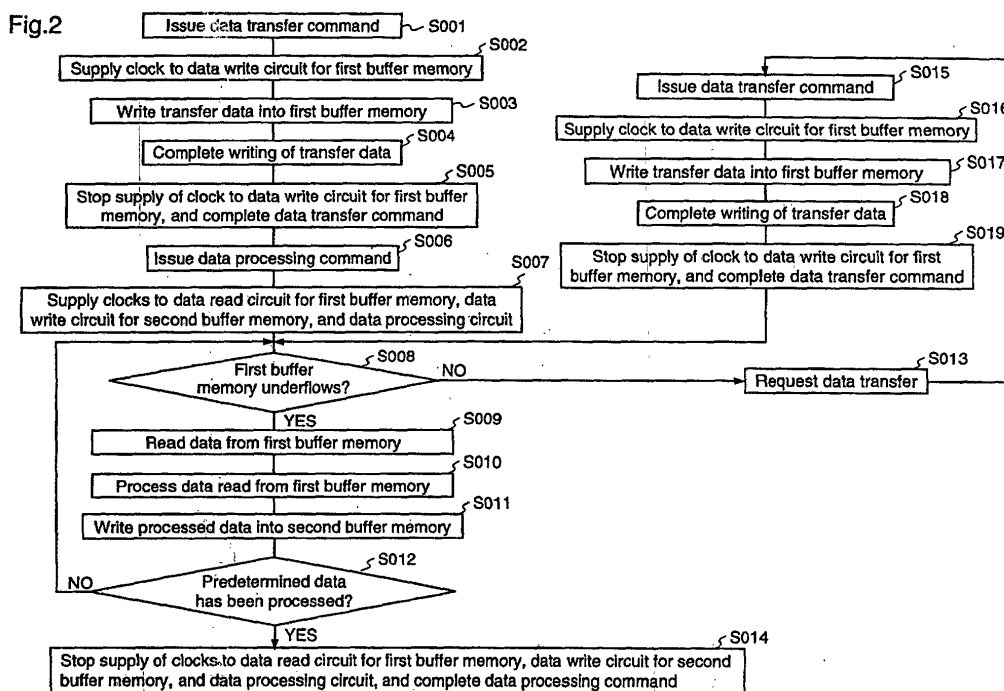 Fig.2
Issue data transfer command
S001
S002
Supply clock to data write circuit for first buffer memory
S003
Write transfer data into first buffer memory
S004
Complete writing of transfer data
S005
Stop supply of clock to data write circuit for first buffer
memory, and complete data transfer command
S006
Issue data processing command
S007
Supply clocks to data read circuit for first buffer memory, data
write circuit for second buffer memory, and data processing circuit
S008
First buffer
memory underflows?
NO
YES
S009
Read data from first buffer memory
S010
Process data read from first buffer memory
S011
Write processed data into second buffer memory
S012
NO
Predetermined data
has been processed?
YES
S014
Stop supply of clocks to data read circuit for first buffer memory, data write circuit for second
buffer memory, and data processing circuit, and complete data processing command
S013
Request data transfer
S015
Issue data transfer command
S016
Supply clock to data write circuit for first buffer memory
S017
Write transfer data into first buffer memory
S018
Complete writing of transfer data
S019
Stop supply of clock to data write circuit for first
buffer memory, and complete data transfer command